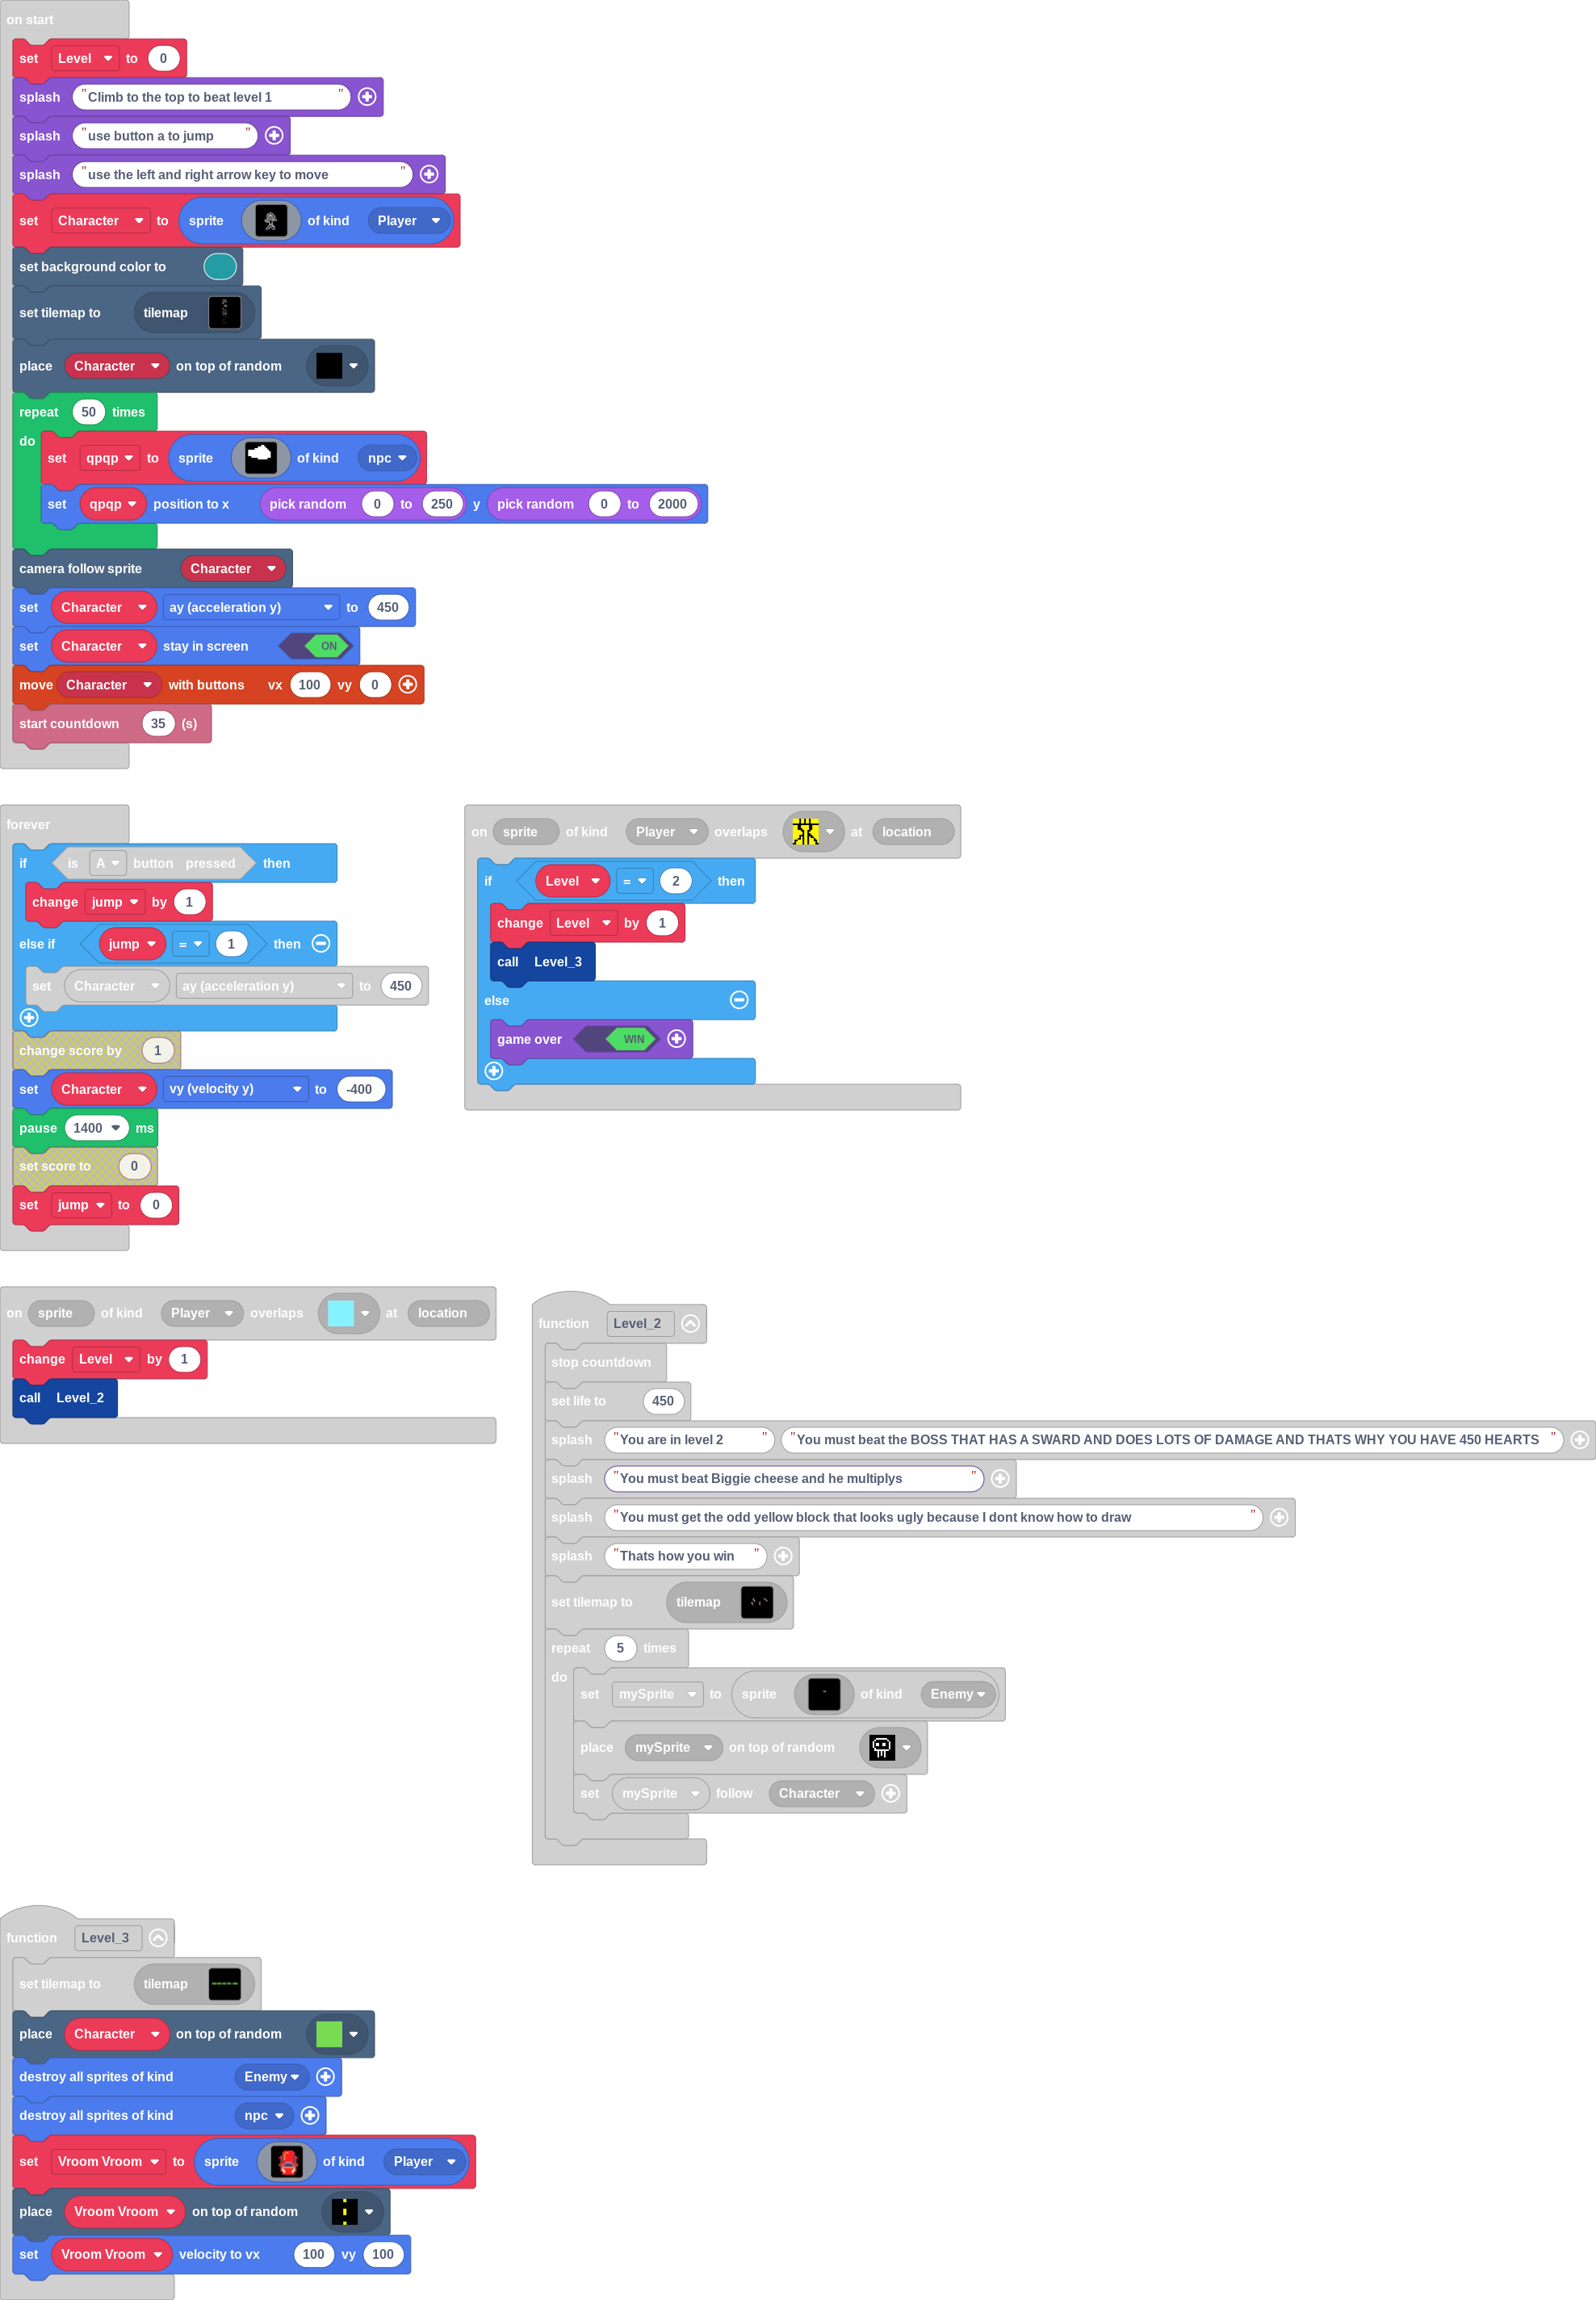 on start
set Level to 0
splash "Climb to the top to beat level 1"
splash "use button a to jump"
splash "use the left and right arrow key to move"
set Character to sprite of kind Player
set background color to
set tilemap to tilemap
place Character on top of random
repeat 50 times
do
set qpqp to sprite of kind npc
set qpqp position to x pick random 0 to 250 y pick random 0 to 2000
camera follow sprite Character
set Character ay (acceleration y) to 450
set Character stay in screen ON
move Character with buttons vx 100 vy 0
start countdown 35 (s)
forever
if is A button pressed then
change jump by 1
else if jump = 1 then
set Character ay (acceleration y) to 450
change score by 1
set Character vy (velocity y) to -400
pause 1400 ms
set score to 0
set jump to 0
on sprite of kind Player overlaps at location
if Level = 2 then
change Level by 1
call Level_3
else
game over WIN
on sprite of kind Player overlaps at location
change Level by 1
call Level_2
function Level_2
stop countdown
set life to 450
splash "You are in level 2" "You must beat the BOSS THAT HAS A SWARD AND DOES LOTS OF DAMAGE AND THATS WHY YOU HAVE 450 HEARTS"
splash "You must beat Biggie cheese and he multiplys"
splash "You must get the odd yellow block that looks ugly because I dont know how to draw"
splash "Thats how you win"
set tilemap to tilemap
repeat 5 times
do
set mySprite to sprite of kind Enemy
place mySprite on top of random
set mySprite follow Character
function Level_3
set tilemap to tilemap
place Character on top of random
destroy all sprites of kind Enemy
destroy all sprites of kind npc
set Vroom Vroom to sprite of kind Player
place Vroom Vroom on top of random
set Vroom Vroom velocity to vx 100 vy 100